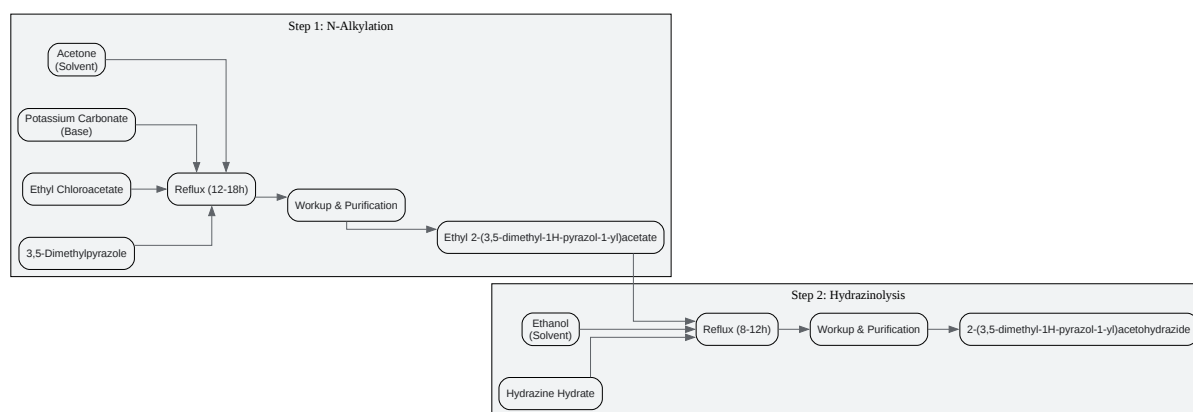 Step 1: N-Alkylation
Acetone
(Solvent)
Potassium Carbonate
(Base)
Ethyl Chloroacetate
Reflux (12-18h)
Workup & Purification
3,5-Dimethylpyrazole
Ethyl 2-(3,5-dimethyl-1H-pyrazol-1-yl)acetate
Step 2: Hydrazinolysis
Ethanol
(Solvent)
Reflux (8-12h)
Workup & Purification
2-(3,5-dimethyl-1H-pyrazol-1-yl)acetohydrazide
Hydrazine Hydrate